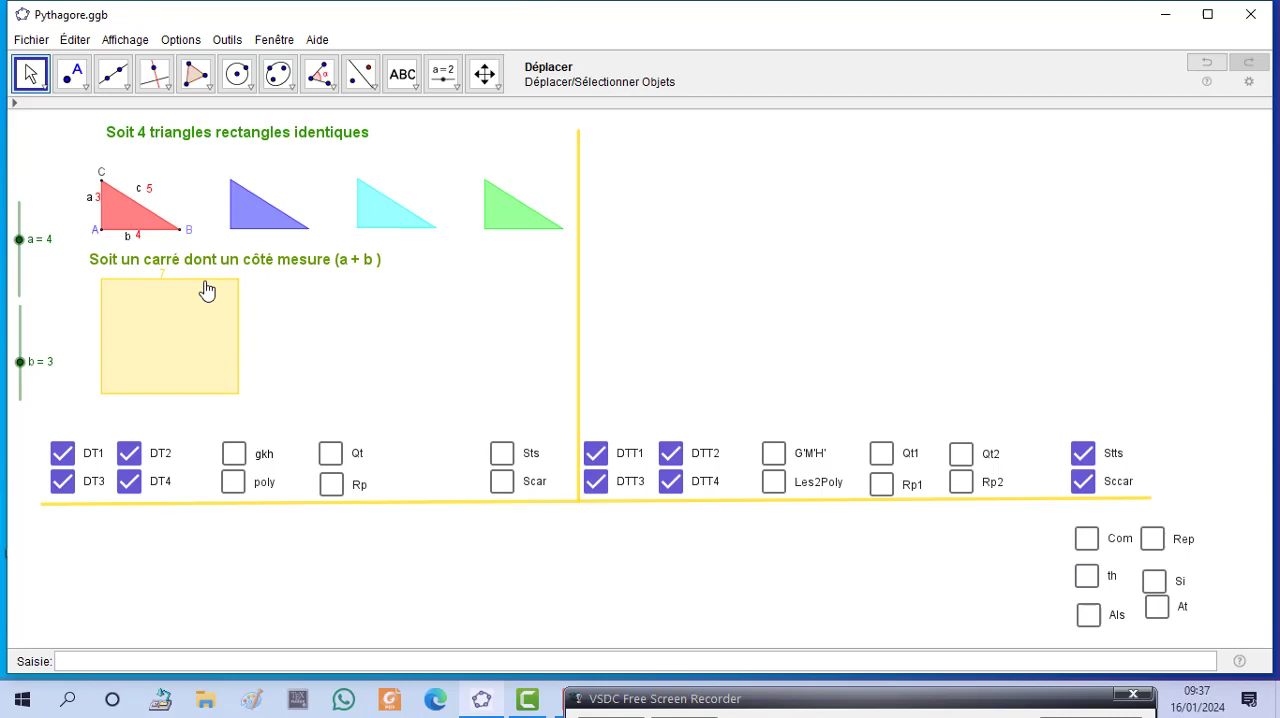 Pythagore.ggb
Fichier Éditer Affichage Options Outils Fenêtre Aide
A
ABC
a=2
Déplacer
Déplacer/Sélectionner Objets
Soit 4 triangles rectangles identiques
C
c 5
a 3
A
B
b 4
a = 4
Soit un carré dont un côté mesure (a + b )
7
b = 3
DT1 DT2 gkh Qt Sts DTT1 DTT2 G'M'H' Qt1 Qt2 Stts
DT3 DT4 poly Rp Scar DTT3 DTT4 Les2Poly Rp1 Rp2 Sccar
Com Rep
th Si
Als At
Saisie:
VSDC Free Screen Recorder
09:37
16/01/2024